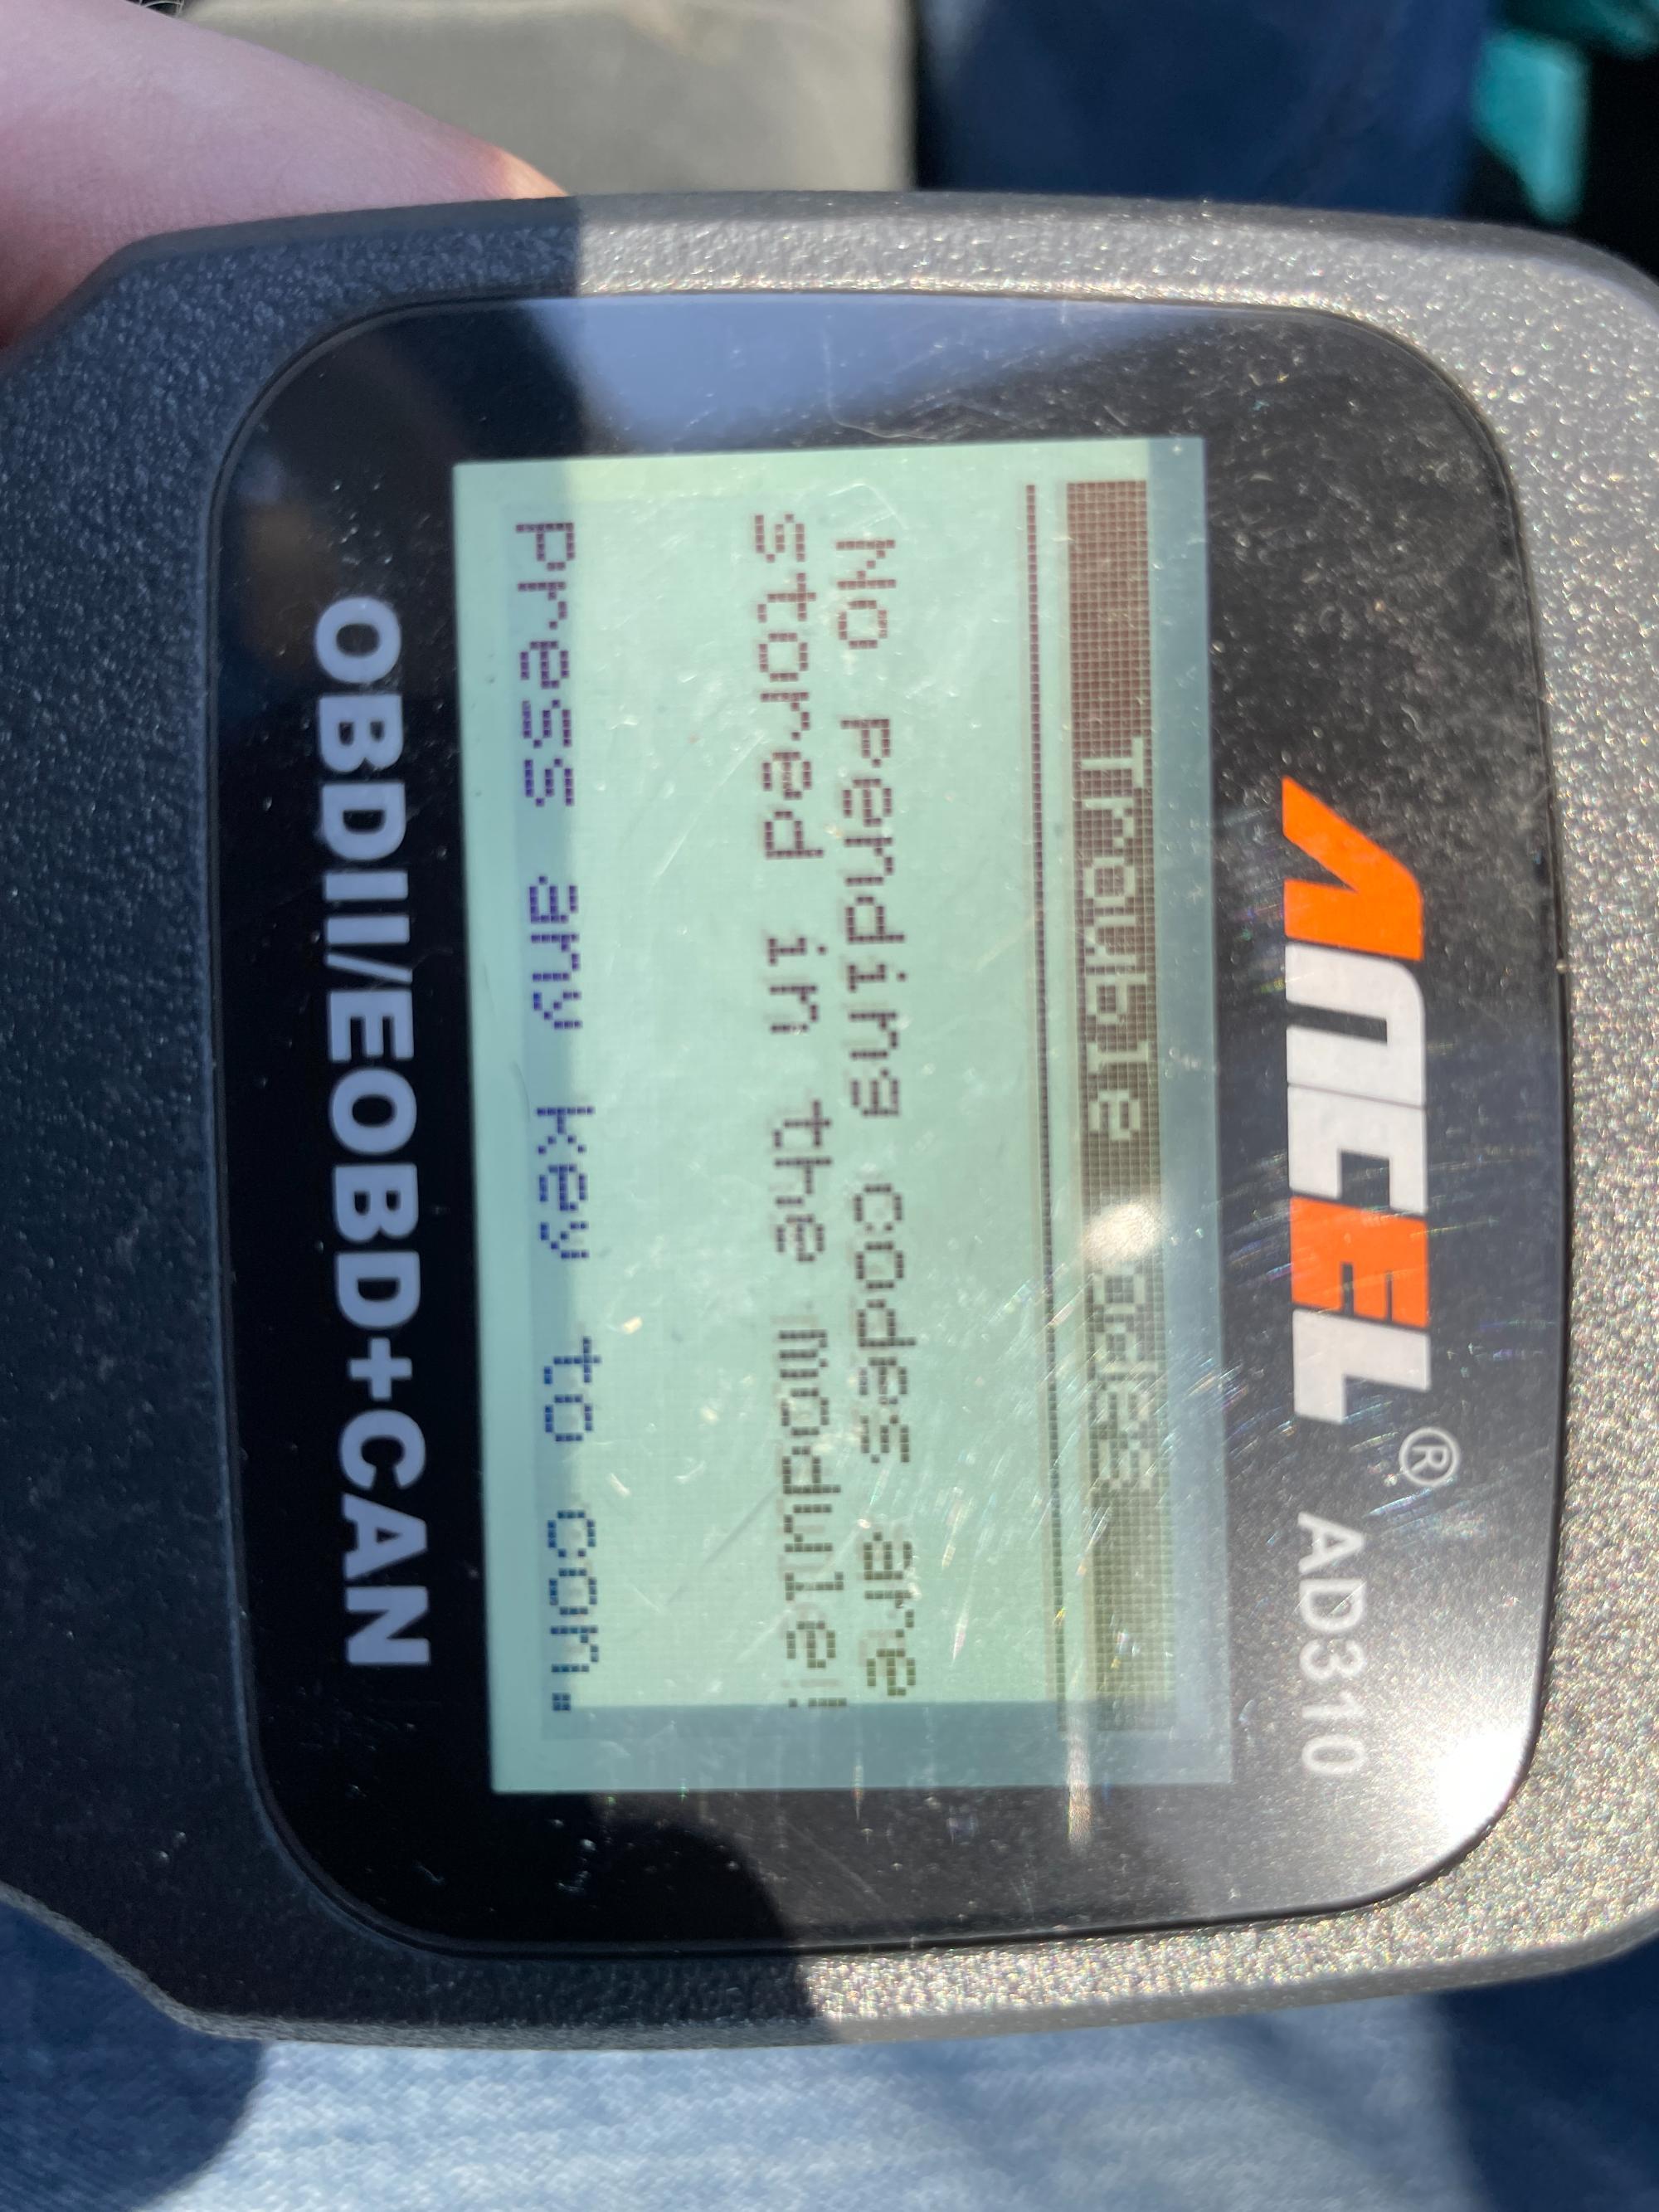 ANCEL® AD310
Trouble Codes
No pending codes are
stored in the module!
Press any key to con.
OBDII/EOBD+CAN